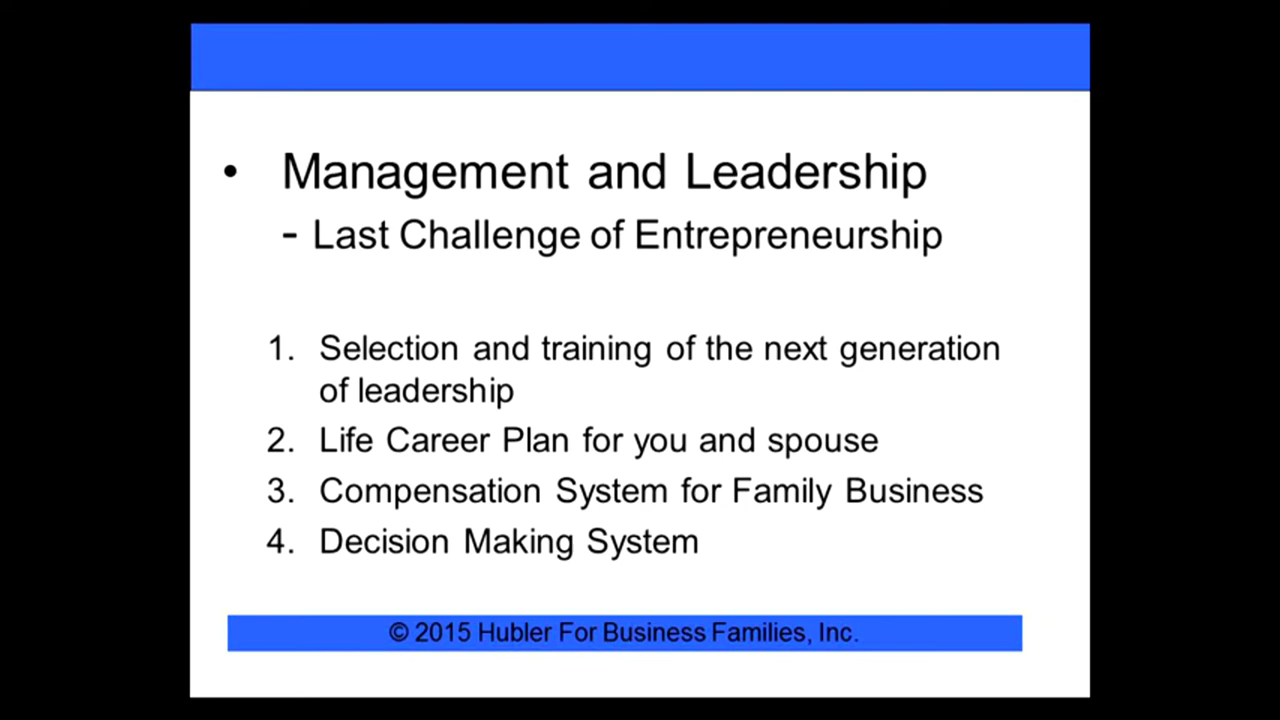 • Management and Leadership
- Last Challenge of Entrepreneurship
1. Selection and training of the next generation
of leadership
2. Life Career Plan for you and spouse
3. Compensation System for Family Business
4. Decision Making System
© 2015 Hubler For Business Families, Inc.